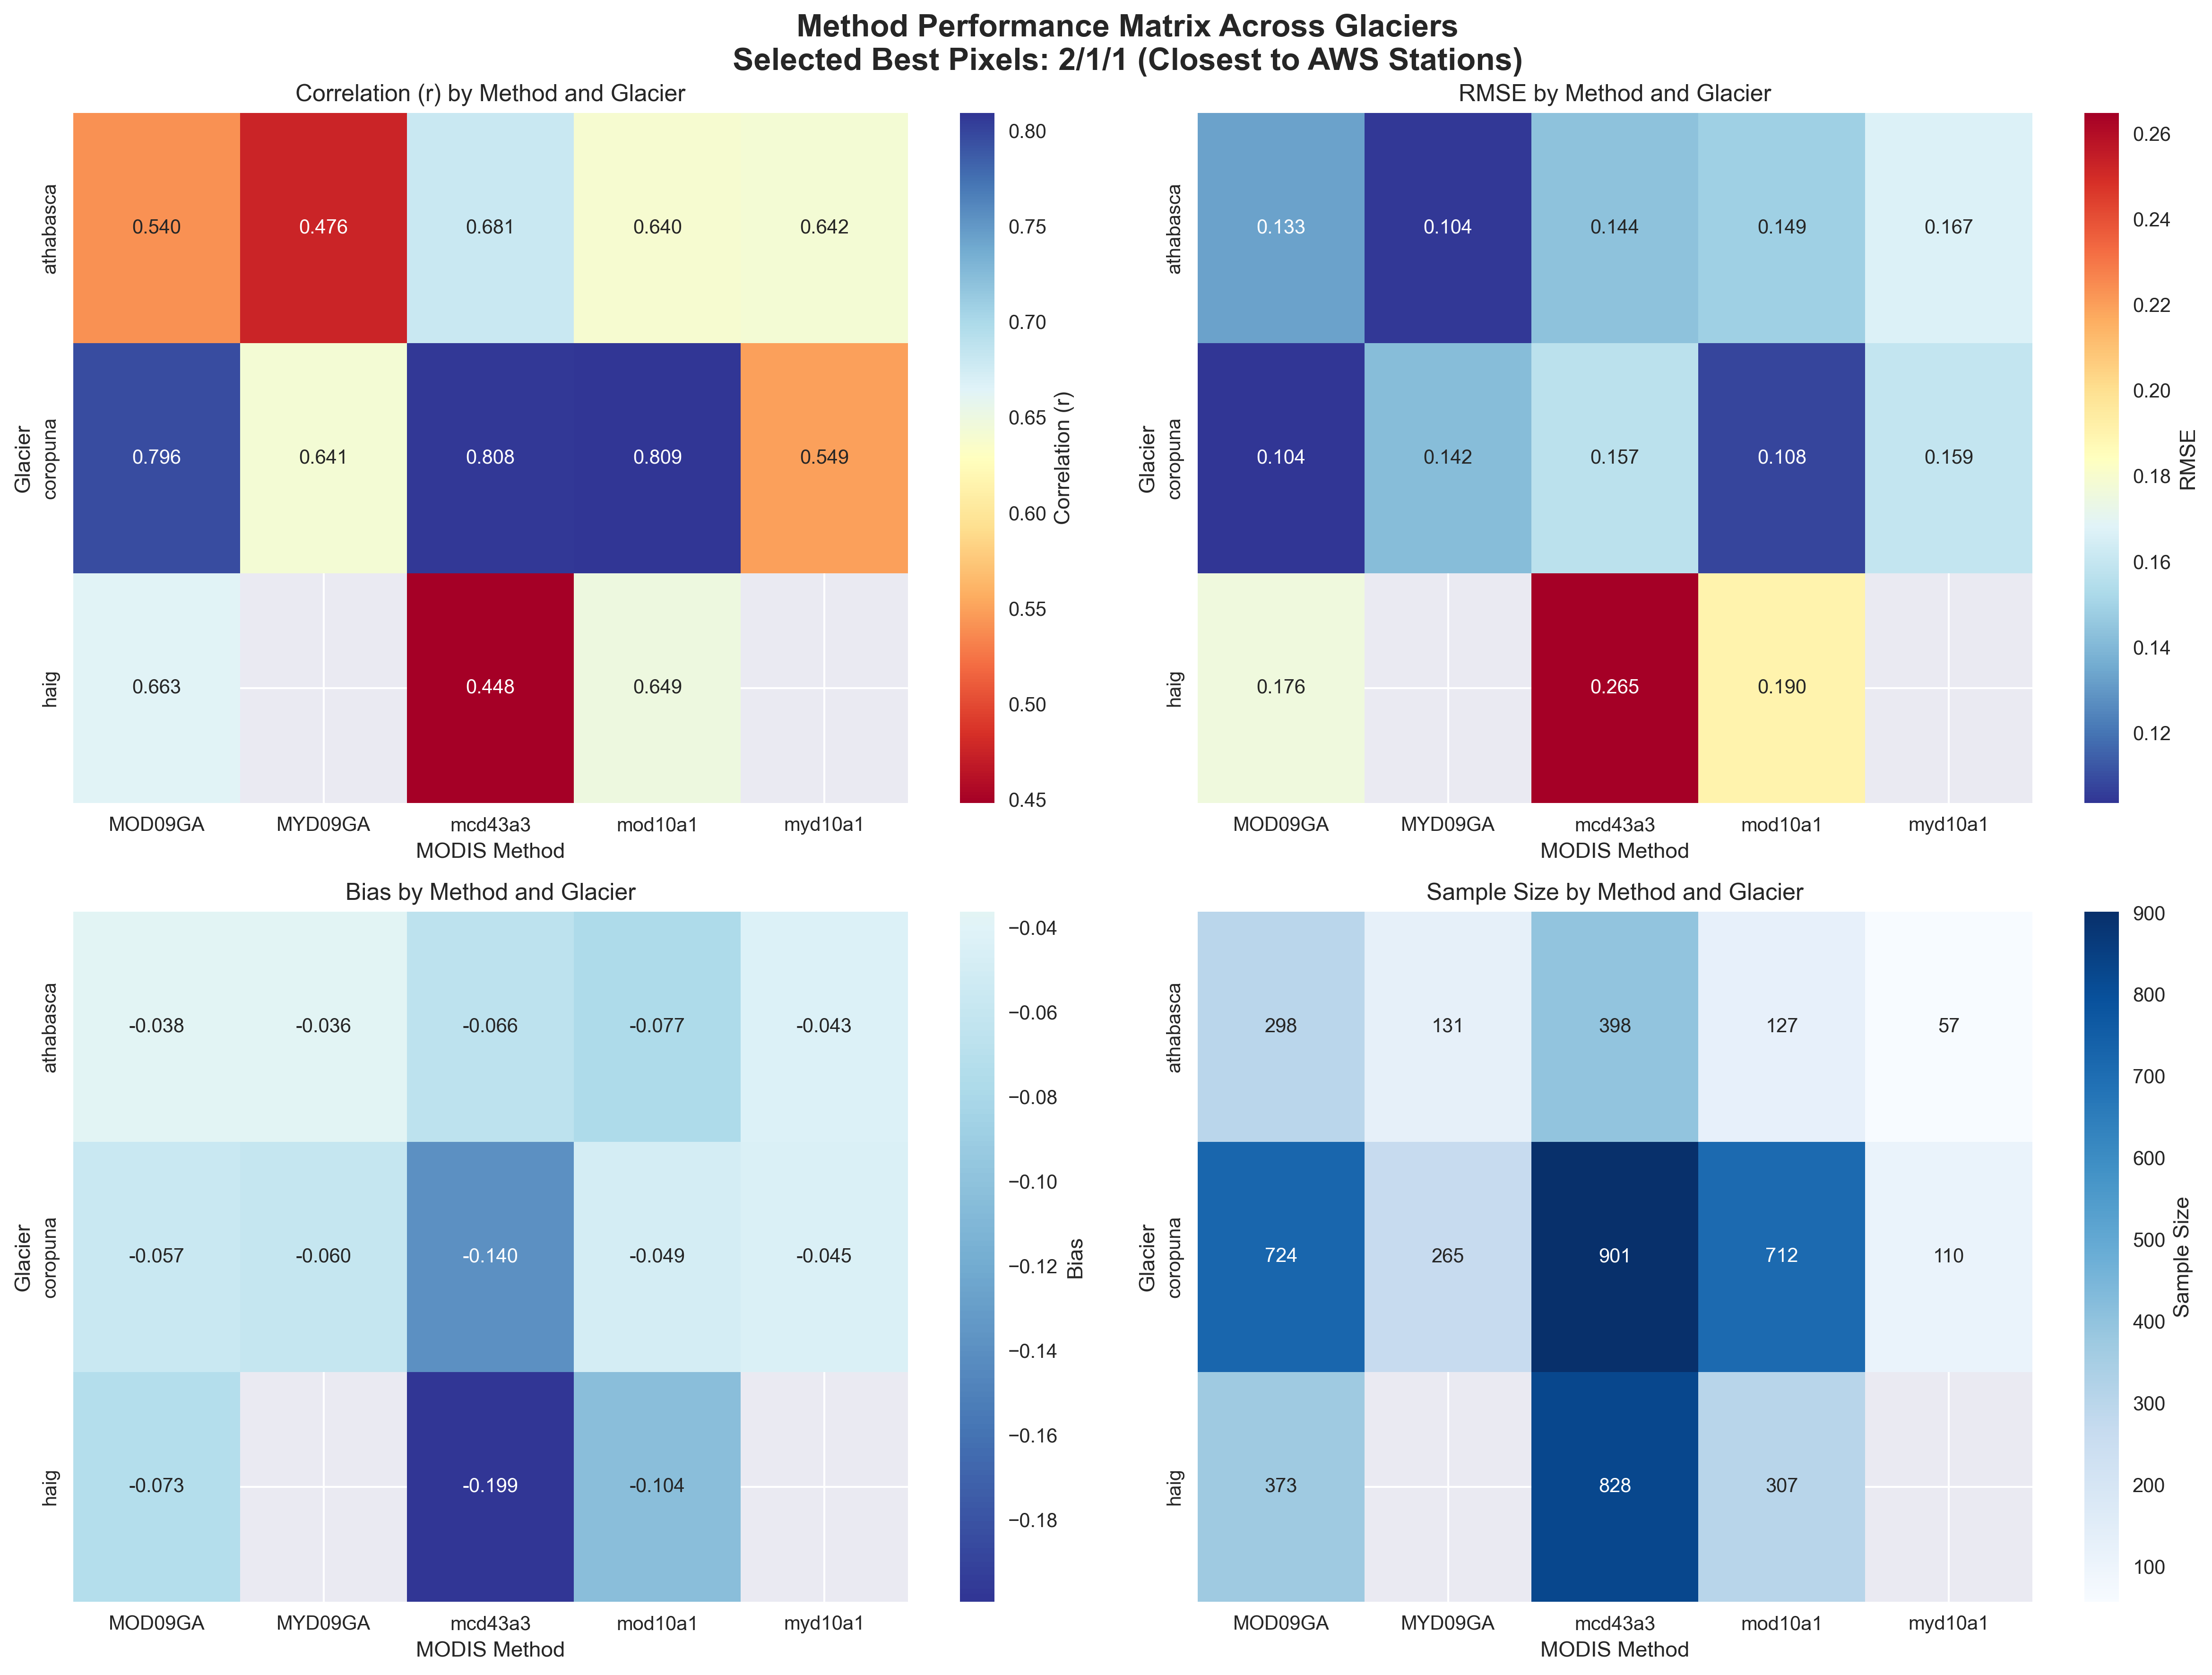 Method Performance Matrix Across Glaciers
Selected Best Pixels: 2/1/1 (Closest to AWS Stations)
Correlation (r) by Method and Glacier
athabasca
0.540 0.476 0.681 0.640 0.642
Glacier
coropuna
0.796 0.641 0.808 0.809 0.549
haig
0.663 0.448 0.649
MOD09GA MYD09GA mcd43a3 mod10a1 myd10a1
MODIS Method
0.80
0.75
0.70
0.65
0.60
0.55
0.50
0.45
Correlation (r)
RMSE by Method and Glacier
athabasca
0.133 0.104 0.144 0.149 0.167
Glacier
coropuna
0.104 0.142 0.157 0.108 0.159
haig
0.176 0.265 0.190
MOD09GA MYD09GA mcd43a3 mod10a1 myd10a1
MODIS Method
0.26
0.24
0.22
0.20
0.18
0.16
0.14
0.12
RMSE
Bias by Method and Glacier
athabasca
-0.038 -0.036 -0.066 -0.077 -0.043
Glacier
coropuna
-0.057 -0.060 -0.140 -0.049 -0.045
haig
-0.073 -0.199 -0.104
MOD09GA MYD09GA mcd43a3 mod10a1 myd10a1
MODIS Method
−0.04
−0.06
−0.08
−0.10
−0.12
−0.14
−0.16
−0.18
Bias
Sample Size by Method and Glacier
athabasca
298 131 398 127 57
Glacier
coropuna
724 265 901 712 110
haig
373 828 307
MOD09GA MYD09GA mcd43a3 mod10a1 myd10a1
MODIS Method
900
800
700
600
500
400
300
200
100
Sample Size